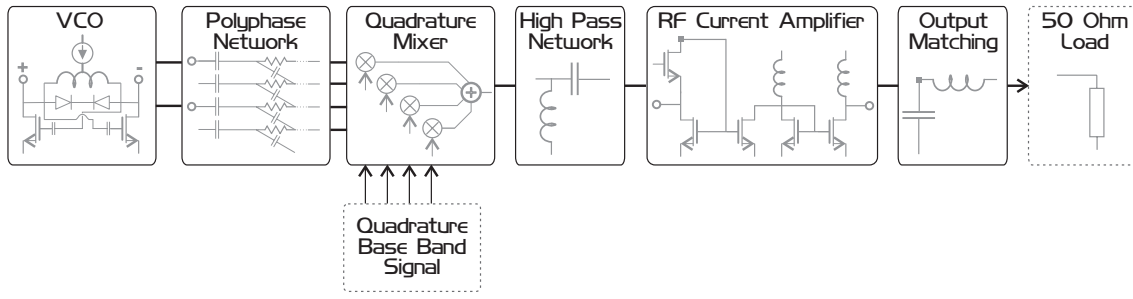 VCO
Polyphase
Network
Quadrature
Mixer
High Pass
Network
RF Current Amplifier
Output
Matching
50 Ohm
Load
+
-
Quadrature
Base Band
Signal